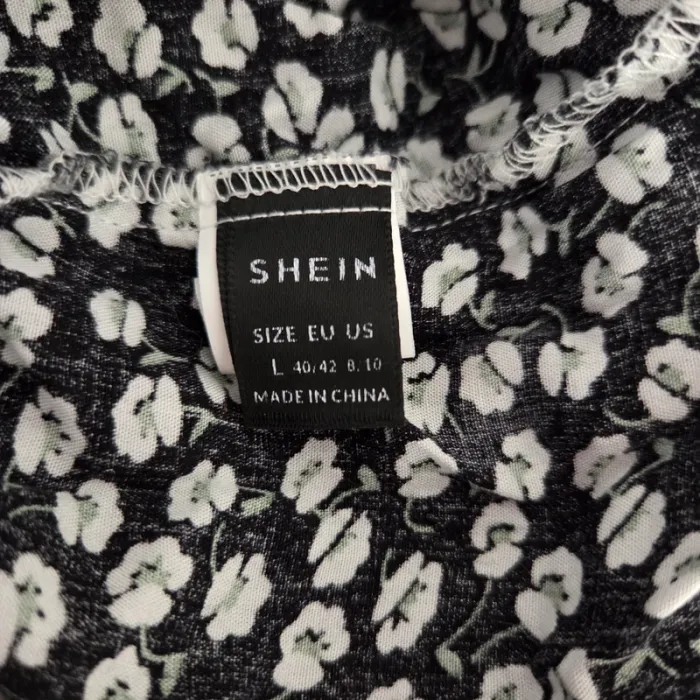 SHEIN
SIZE EU US
L 40/42 8/10
MADE IN CHINA